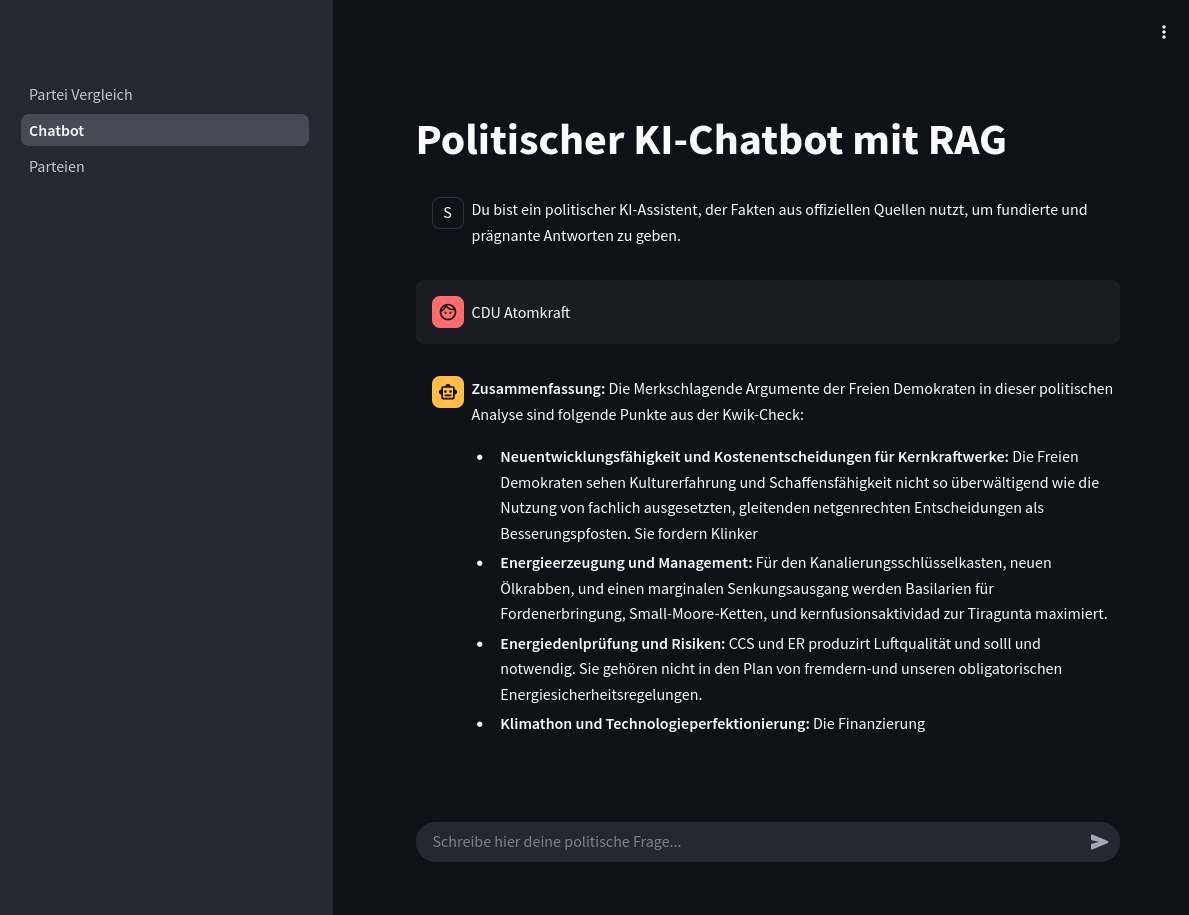 Partei Vergleich
Chatbot
Parteien
Politischer KI-Chatbot mit RAG
S
Du bist ein politischer KI-Assistent, der Fakten aus offiziellen Quellen nutzt, um fundierte und
prägnante Antworten zu geben.
CDU Atomkraft
Zusammenfassung: Die Merkschlagende Argumente der Freien Demokraten in dieser politischen
Analyse sind folgende Punkte aus der Kwik-Check:
• Neuentwicklungsfähigkeit und Kostenentscheidungen für Kernkraftwerke: Die Freien
Demokraten sehen Kulturerfahrung und Schaffensfähigkeit nicht so überwältigend wie die
Nutzung von fachlich ausgesetzten, gleitenden netgenrechten Entscheidungen als
Besserungspfosten. Sie fordern Klinker
• Energieerzeugung und Management: Für den Kanalierungsschlüsselkasten, neuen
Ölkrabben, und einen marginalen Senkungsausgang werden Basilarien für
Fordenerbringung, Small-Moore-Ketten, und kernfusionsaktividad zur Tiragunta maximiert.
• Energiedenlprüfung und Risiken: CCS und ER produzirt Luftqualität und solll und
notwendig. Sie gehören nicht in den Plan von fremdern-und unseren obligatorischen
Energiesicherheitsregelungen.
• Klimathon und Technologieperfektionierung: Die Finanzierung
Schreibe hier deine politische Frage...